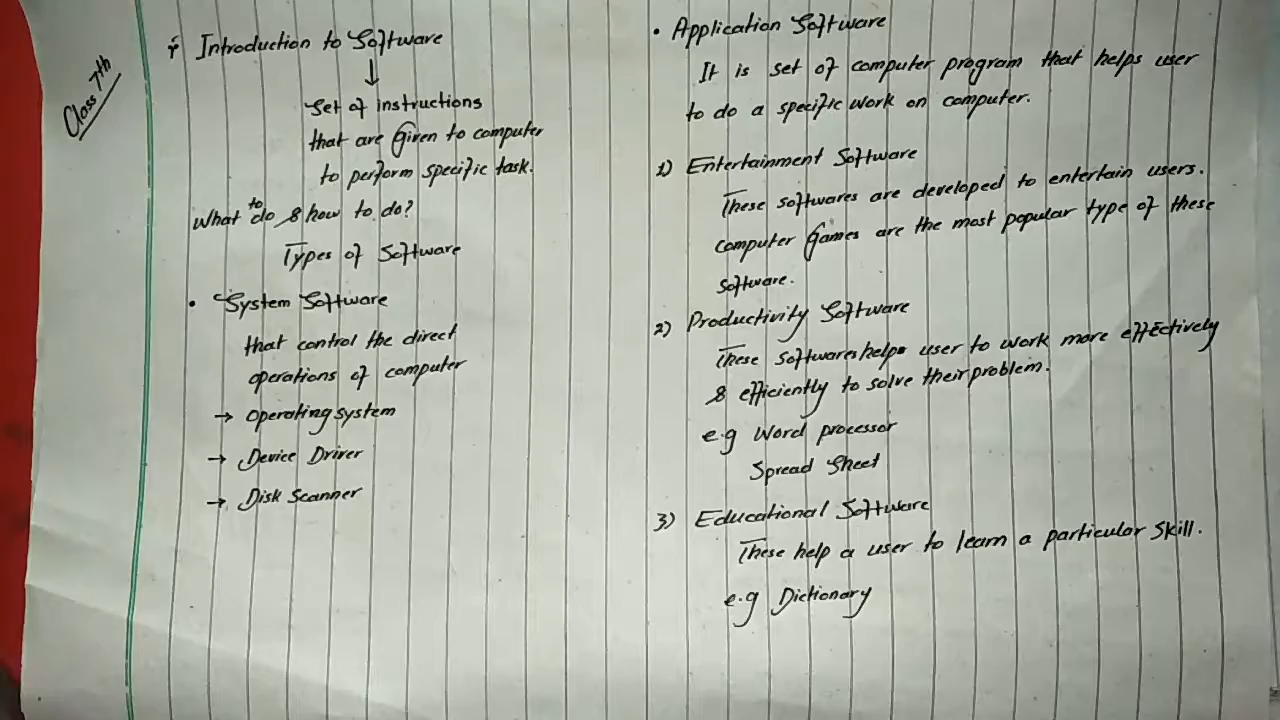 Class 7th
Introduction to Software
↓
Set of instructions
that are Given to computer
to perform specific task.
What to do & how to do?
Types of Software
• System Software
that control the direct
operations of computer
→ operating system
→ Device Driver
→ Disk Scanner
• Application Software
It is set of computer program that helps user
to do a specific work on computer.
1) Entertainment Software
These softwares are developed to entertain users.
computer Games are the most popular type of these
software.
2) Productivity Software
These softwares help user to work more effectively
& efficiently to solve their problem.
e.g Word processor
Spread Sheet
3) Educational Software
These help a user to learn a particular skill.
e.g Dictionary